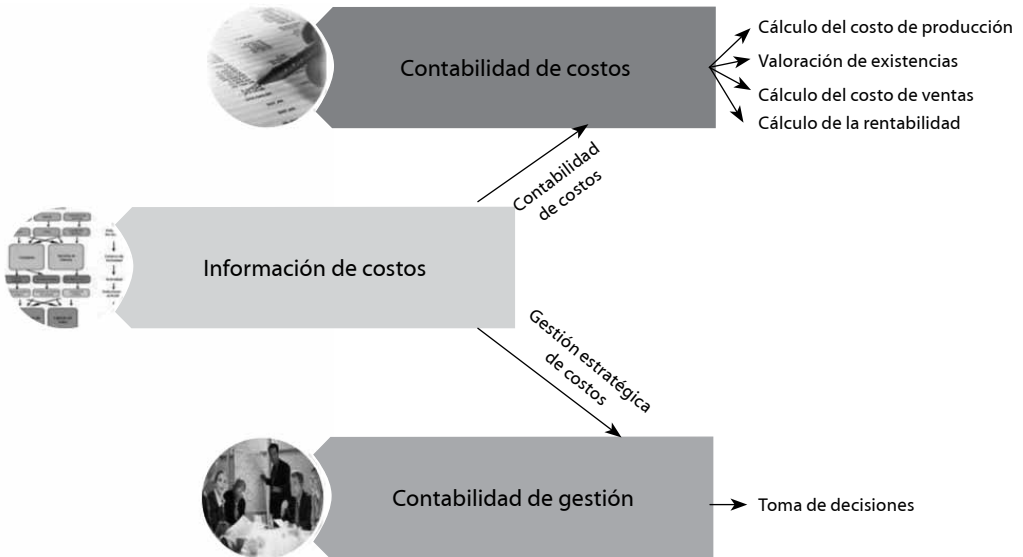 Contabilidad de costos
Cálculo del costo de producción
Valoración de existencias
Cálculo del costo de ventas
Cálculo de la rentabilidad
Contabilidad
de costos
Información de costos
Gestión estratégica
de costos
Contabilidad de gestión
Toma de decisiones